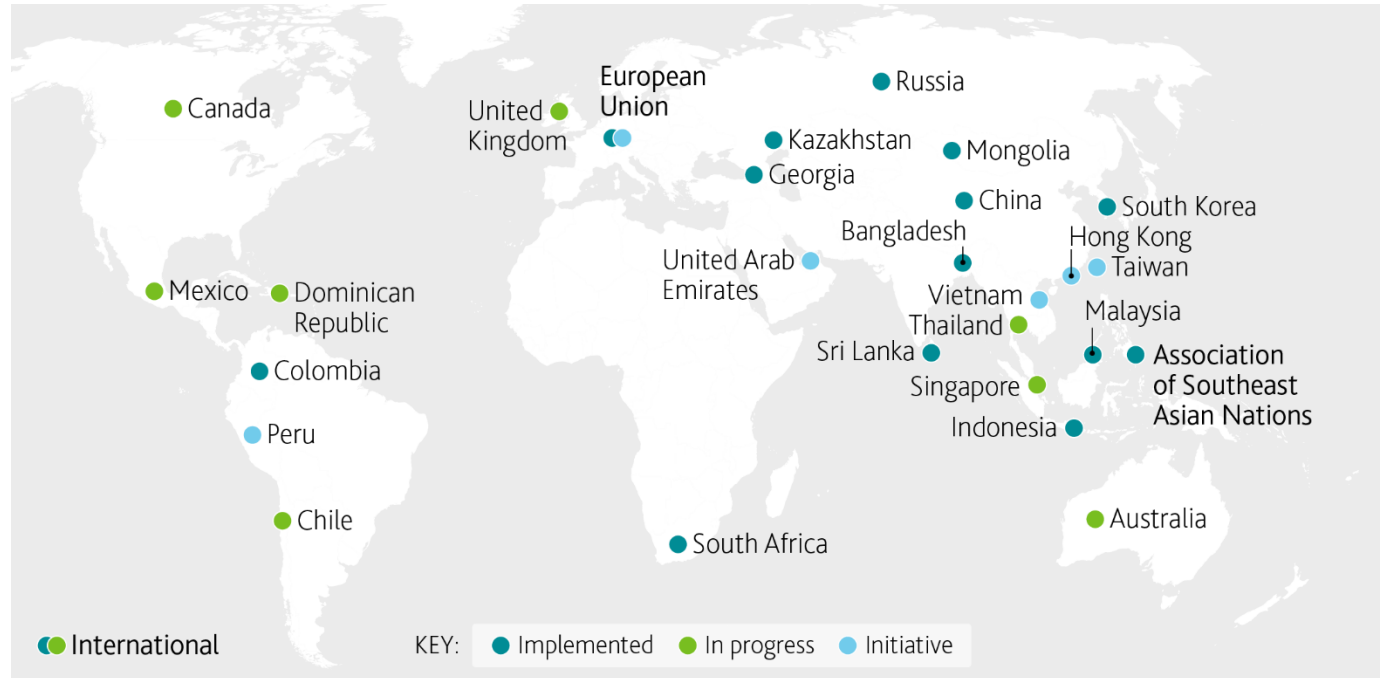 European
Union
Russia
Canada
United
Kingdom
Kazakhstan
Mongolia
Georgia
China
South Korea
Bangladesh
Hong Kong
United Arab
Emirates
Taiwan
Mexico
Dominican
Republic
Vietnam
Malaysia
Thailand
Sri Lanka
Association
of Southeast
Asian Nations
Colombia
Singapore
Indonesia
Peru
Chile
Australia
South Africa
International
KEY:
Implemented
In progress
Initiative